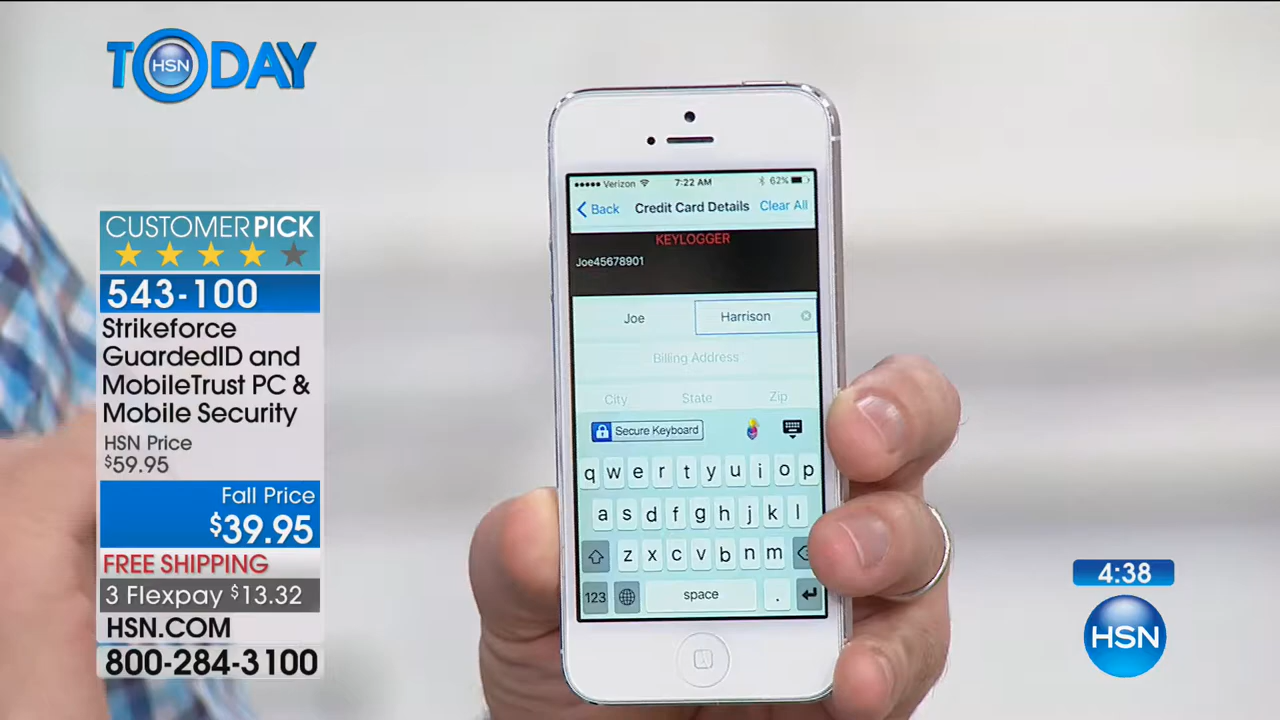 TODAY
HSN
CUSTOMER PICK
543-100
Strikeforce
GuardedID and
MobileTrust PC &
Mobile Security
HSN Price
$59.95
Fall Price
$39.95
FREE SHIPPING
3 Flexpay $13.32
HSN.COM
800-284-3100
Verizon 7:22 AM 62%
Back Credit Card Details Clear All
KEYLOGGER
Joe45678901
Joe Harrison
Billing Address
City State Zip
Secure Keyboard
q w e r t y u i o p
a s d f g h j k l
z x c v b n m
123 space .
4:38
HSN